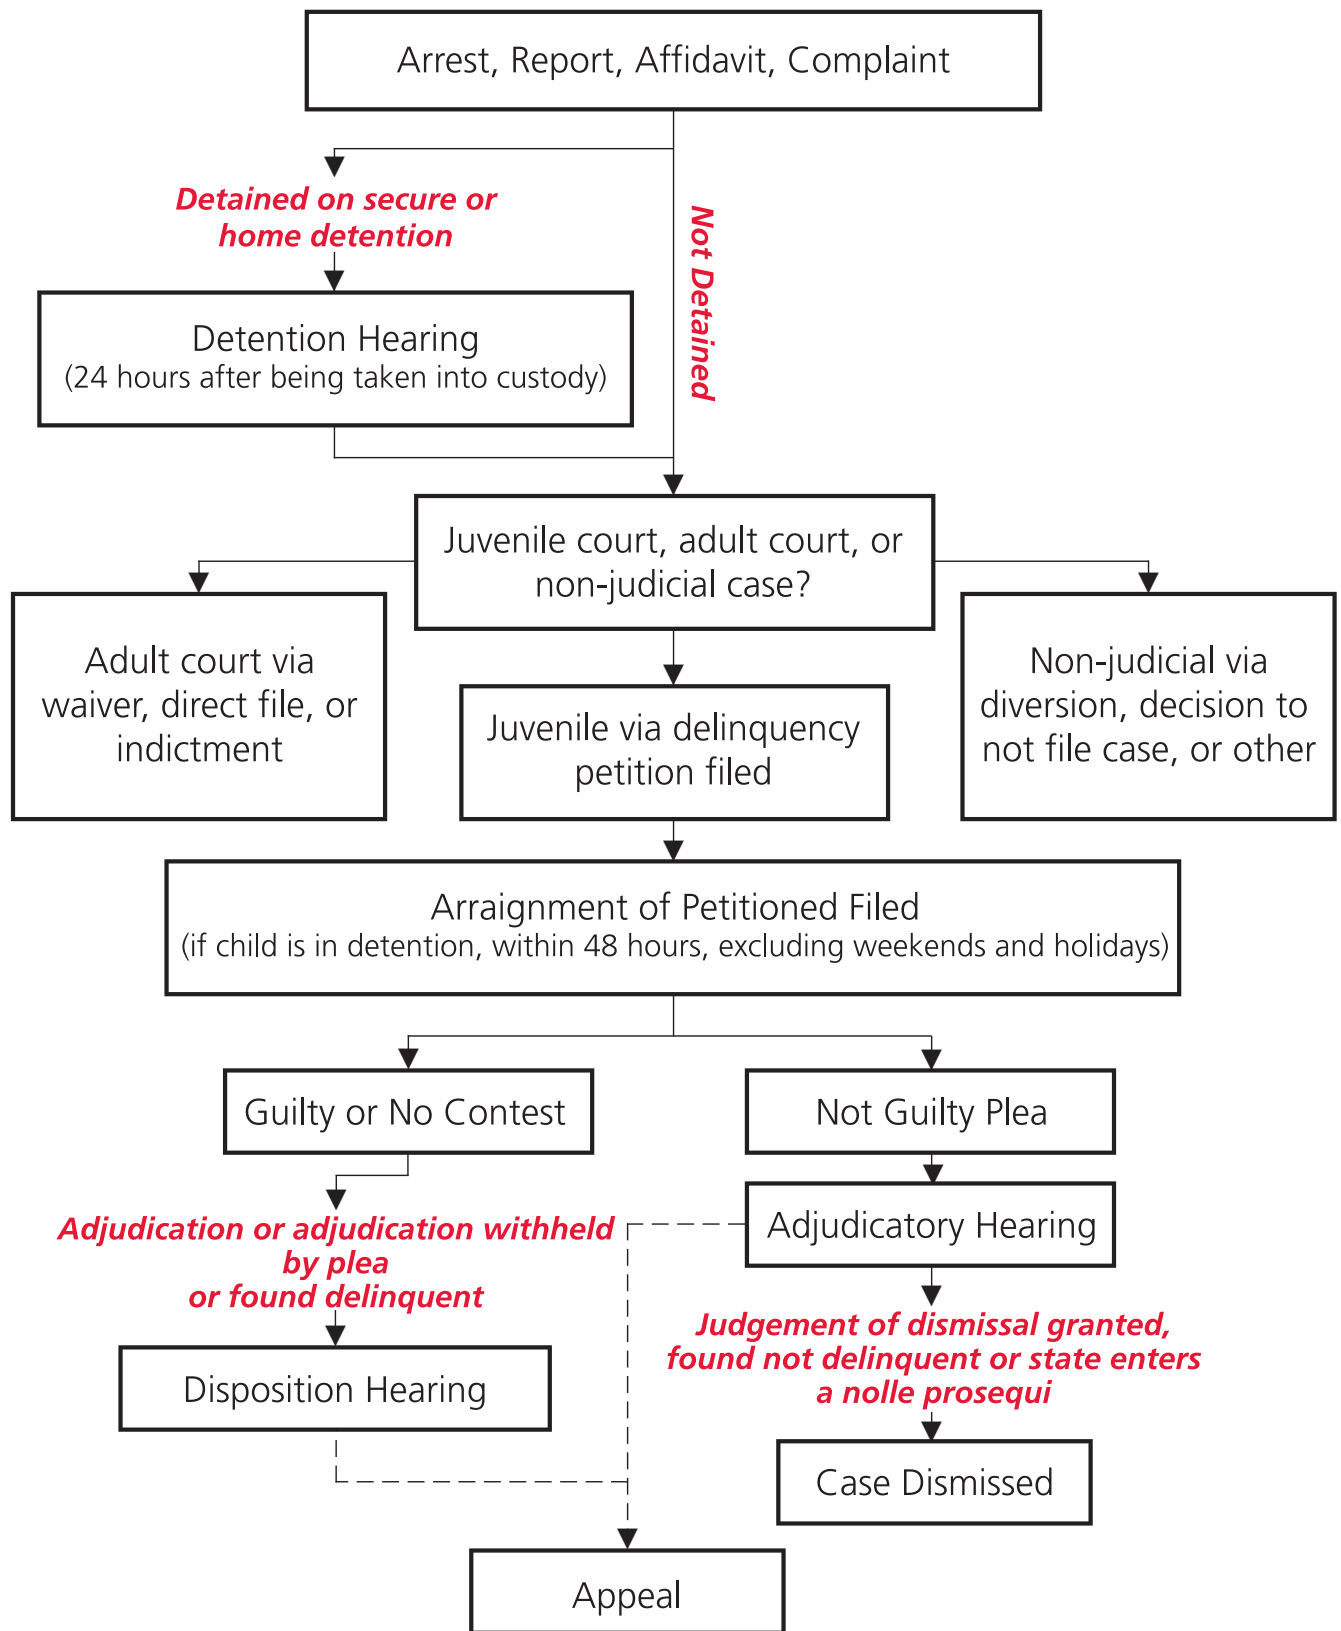 Arrest, Report, Affidavit, Complaint
Detained on secure or
home detention
Not Detained
Detention Hearing
(24 hours after being taken into custody)
Juvenile court, adult court, or
non-judicial case?
Adult court via
waiver, direct file, or
indictment
Juvenile via delinquency
petition filed
Non-judicial via
diversion, decision to
not file case, or other
Arraignment of Petitioned Filed
(if child is in detention, within 48 hours, excluding weekends and holidays)
Guilty or No Contest
Not Guilty Plea
Adjudication or adjudication withheld
by plea
or found delinquent
Adjudicatory Hearing
Judgement of dismissal granted,
found not delinquent or state enters
a nolle prosequi
Disposition Hearing
Case Dismissed
Appeal